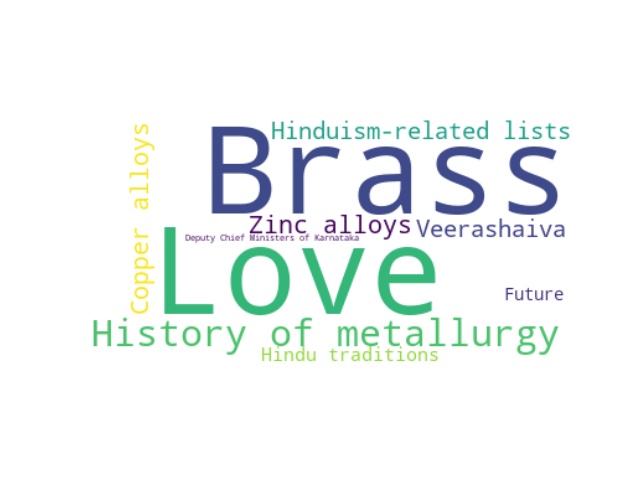 Copper alloys
Hinduism-related lists
Brass
Zinc alloys
Veerashaiva
Deputy Chief Ministers of Karnataka
Love
Future
History of metallurgy
Hindu traditions